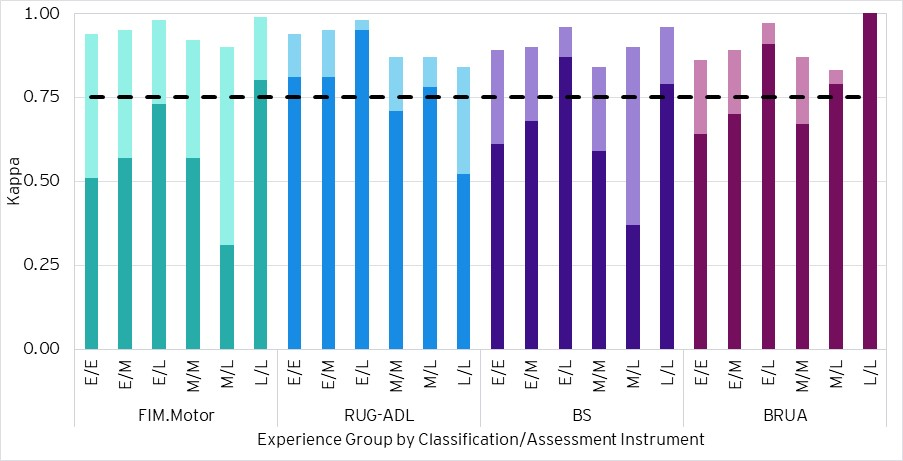 1.00
0.75
0.50
0.25
0.00
Kappa
E/E E/M E/L M/M M/L L/L E/E E/M E/L M/M M/L L/L E/E E/M E/L M/M M/L L/L E/E E/M E/L M/M M/L L/L
FIM.Motor RUG-ADL BS BRUA
Experience Group by Classification/Assessment Instrument